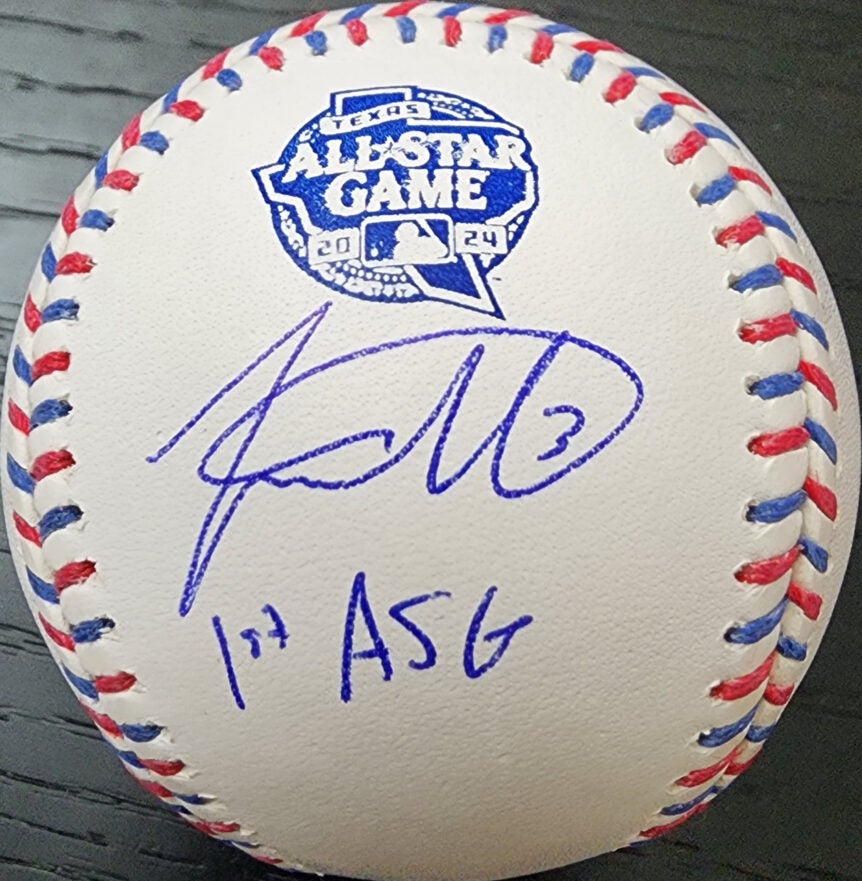 TEXAS
ALL★STAR
GAME
20 24
3
1st ASG